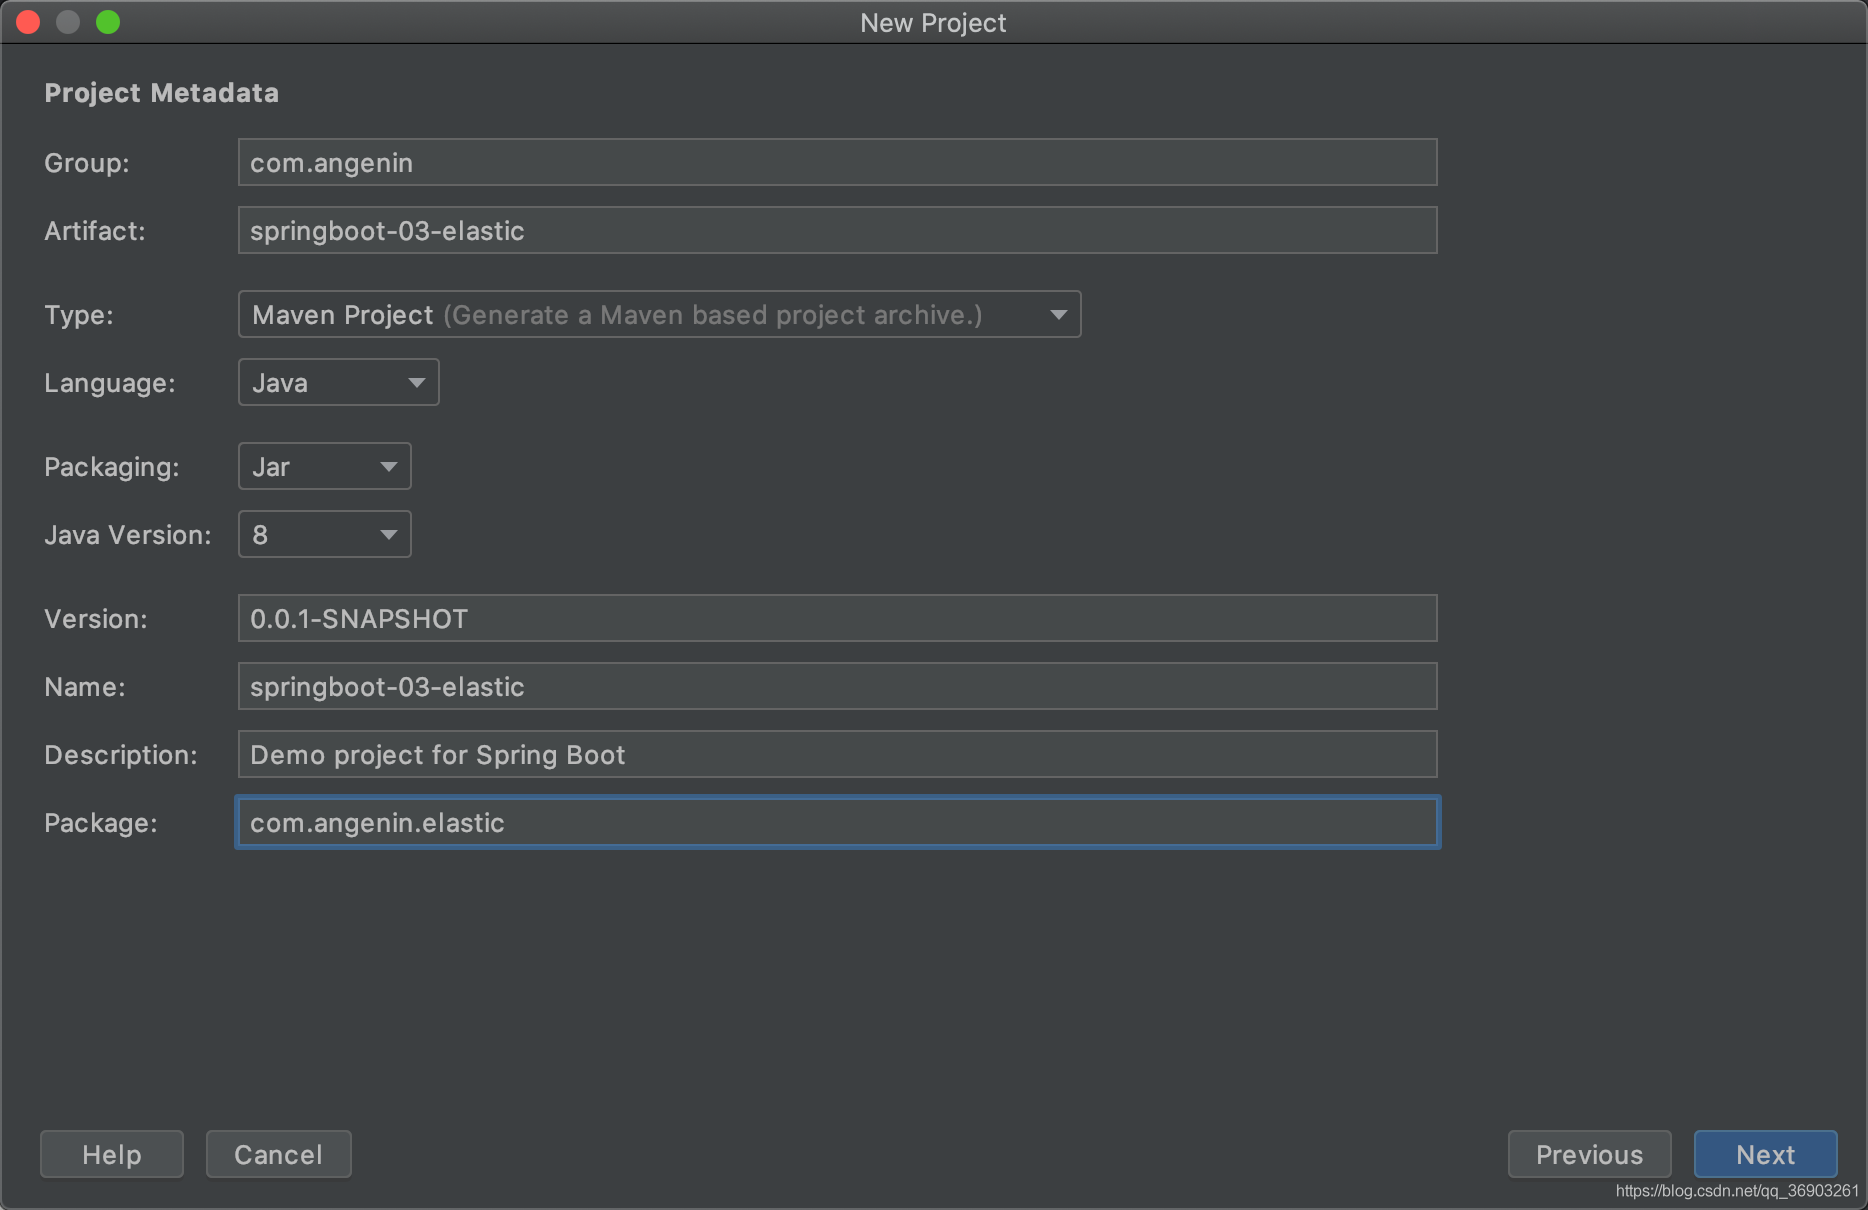 New Project
Project Metadata
Group: com.angenin
Artifact: springboot-03-elastic
Type: Maven Project (Generate a Maven based project archive.)
Language: Java
Packaging: Jar
Java Version: 8
Version: 0.0.1-SNAPSHOT
Name: springboot-03-elastic
Description: Demo project for Spring Boot
Package: com.angenin.elastic
Help Cancel Previous Next
https://blog.csdn.net/qq_36903261